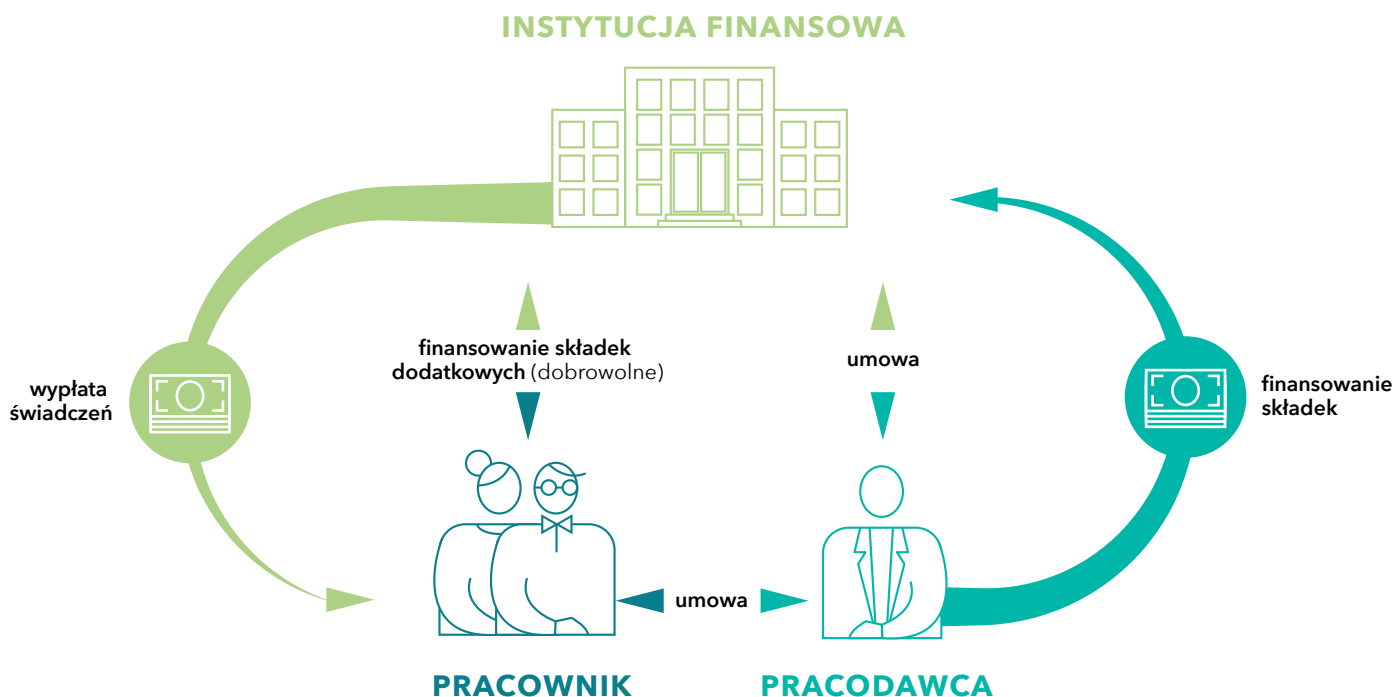 INSTYTUCJA FINANSOWA
finansowanie składek
dodatkowych (dobrowolne)
umowa
wypłata
świadczeń
finansowanie
składek
umowa
PRACOWNIK
PRACODAWCA